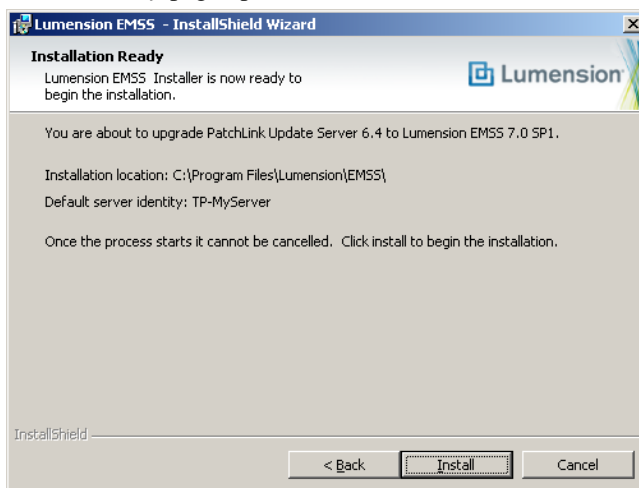 Lumension EMSS - InstallShield Wizard
Installation Ready
Lumension EMSS Installer is now ready to
begin the installation.
Lumension
You are about to upgrade PatchLink Update Server 6.4 to Lumension EMSS 7.0 SP1.
Installation location: C:\Program Files\Lumension\EMSS\
Default server identity: TP-MyServer
Once the process starts it cannot be cancelled. Click install to begin the installation.
InstallShield
< Back
Install
Cancel